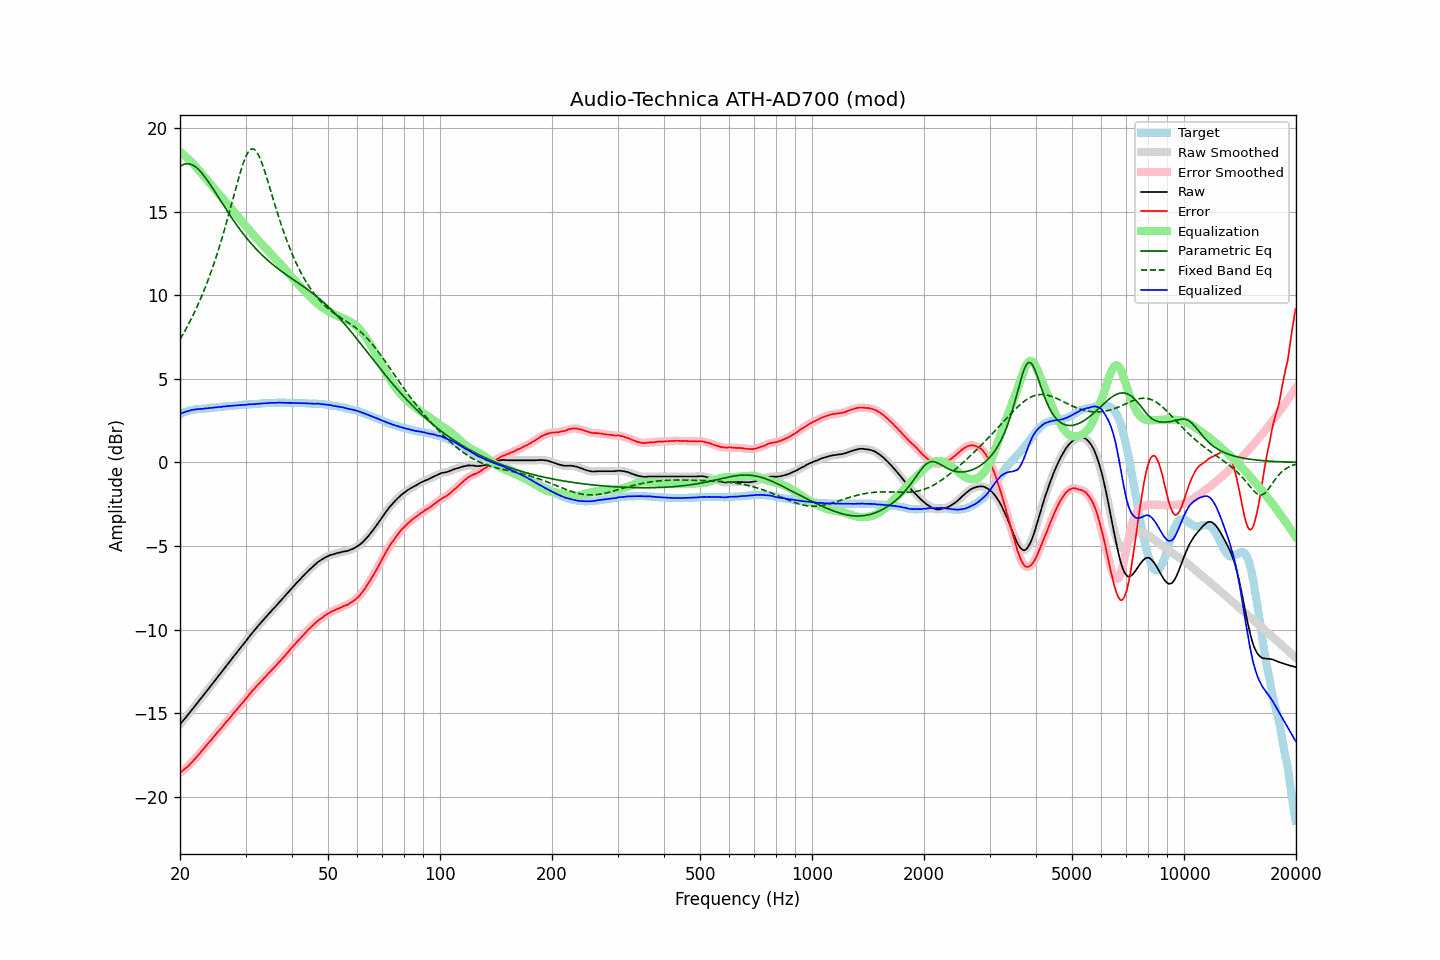 Audio-Technica ATH-AD700 (mod)
Amplitude (dBr)
20
15
10
5
0
−5
−10
−15
−20
Target
Raw Smoothed
Error Smoothed
Raw
Error
Equalization
Parametric Eq
Fixed Band Eq
Equalized
20 50 100 200 500 1000 2000 5000 10000 20000
Frequency (Hz)